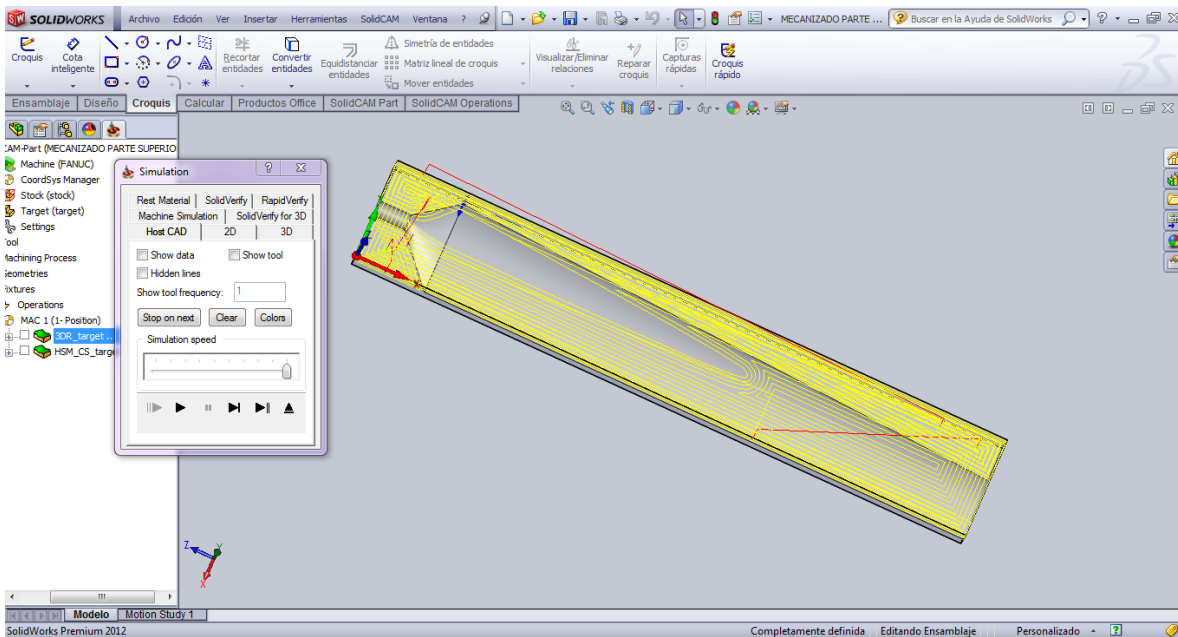 SOLIDWORKS Archivo Edición Ver Insertar Herramientas SolidCAM Ventana ? MECANIZADO PARTE ... Buscar en la Ayuda de SolidWorks
Croquis
Cota inteligente
Recortar entidades
Convertir entidades
Equidistanciar entidades
Simetría de entidades
Matriz lineal de croquis
Mover entidades
Visualizar/Eliminar relaciones
Reparar croquis
Capturas rápidas
Croquis rápido
Ensamblaje Diseño Croquis Calcular Productos Office SolidCAM Part SolidCAM Operations
CAM-Part (MECANIZADO PARTE SUPERIO
Machine (FANUC)
CoordSys Manager
Stock (stock)
Target (target)
Settings
ool
Machining Process
Geometries
ixtures
Operations
MAC 1 (1- Position)
3DR_target ...
HSM_CS_targe
Simulation
Rest Material SolidVerify RapidVerify
Machine Simulation SolidVerify for 3D
Host CAD 2D 3D
Show data Show tool
Hidden lines
Show tool frequency: 1
Stop on next Clear Colors
Simulation speed
Z Y
X
Modelo Motion Study 1
SolidWorks Premium 2012 Completamente definida Editando Ensamblaje Personalizado